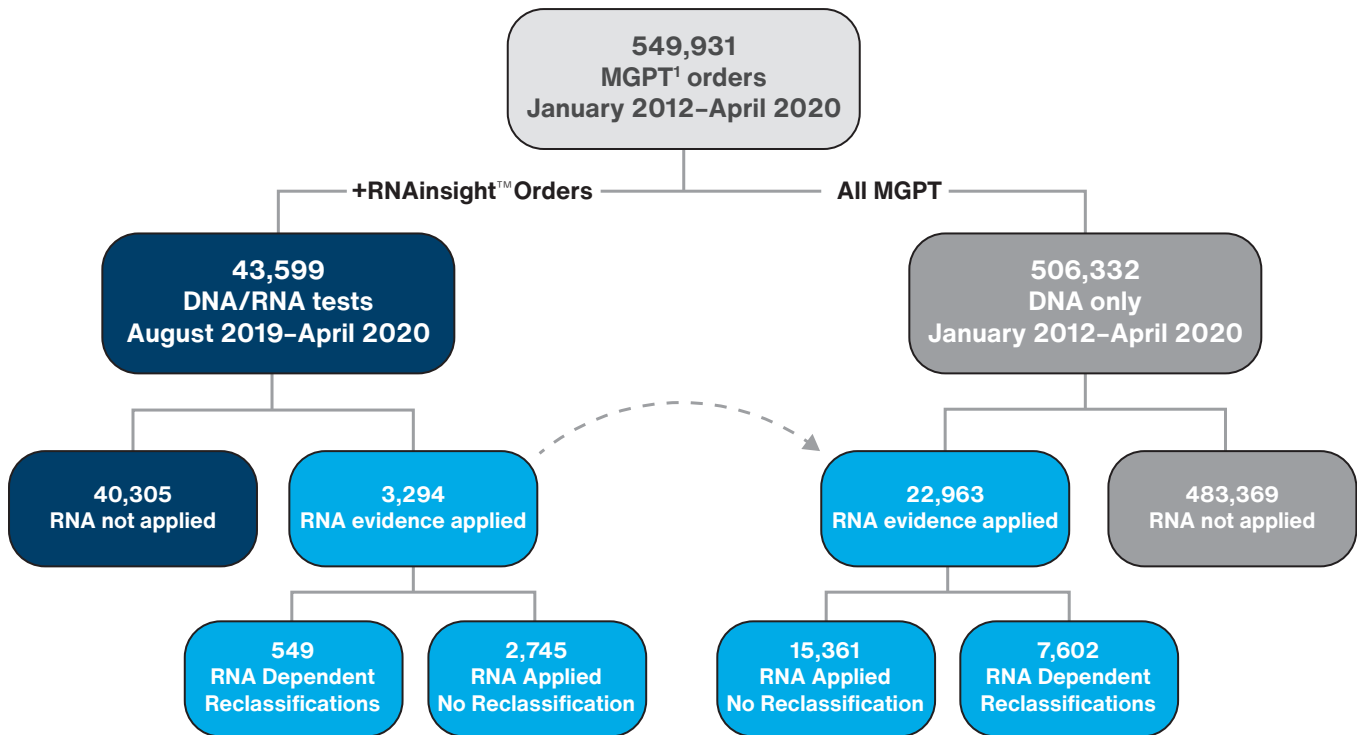 549,931
MGPT¹ orders
January 2012–April 2020
+RNAinsight™ Orders
All MGPT
43,599
DNA/RNA tests
August 2019–April 2020
506,332
DNA only
January 2012–April 2020
40,305
RNA not applied
3,294
RNA evidence applied
22,963
RNA evidence applied
483,369
RNA not applied
549
RNA Dependent
Reclassifications
2,745
RNA Applied
No Reclassification
15,361
RNA Applied
No Reclassification
7,602
RNA Dependent
Reclassifications